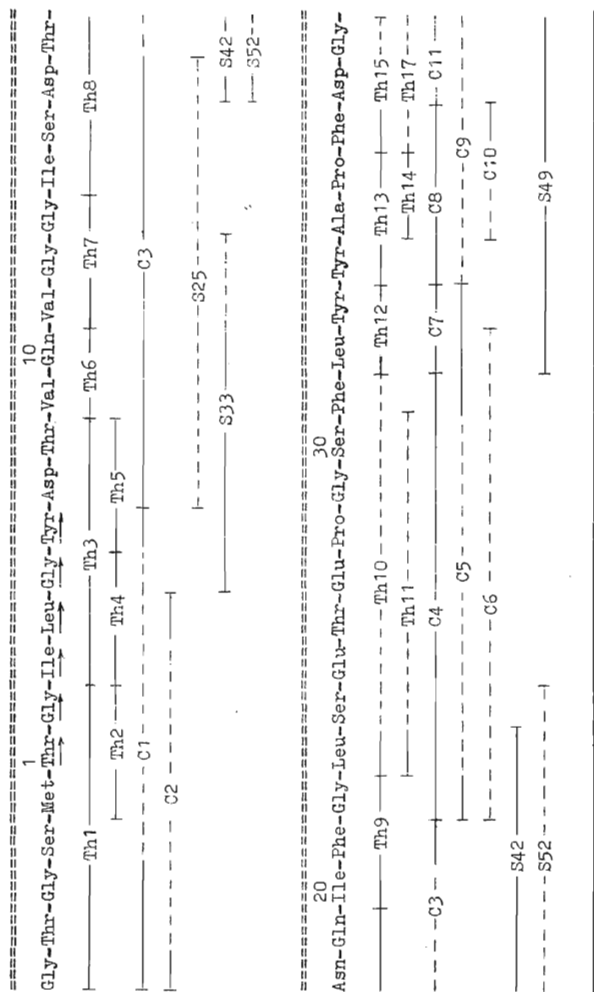 1 10
Gly-Thr-Gly-Ser-Met-Thr-Gly-Ile-Leu-Gly-Tyr-Asp-Thr-Val-Gln-Val-Gly-Gly-Ile-Ser-Asp-Thr-
Th1 Th3 Th6 Th7 Th8
Th2 Th4 Th5
C1 C3
C2
S25
S33 S42
S52
20 30
Asn-Gln-Ile-Phe-Gly-Leu-Ser-Glu-Thr-Glu-Pro-Gly-Ser-Phe-Leu-Tyr-Tyr-Ala-Pro-Phe-Asp-Gly-
Th9 Th10 Th12 Th13 Th15
Th11 Th14 Th17
C3 C4 C7 C8 C11
C5 C9
C6 C10
S42
S52 S49